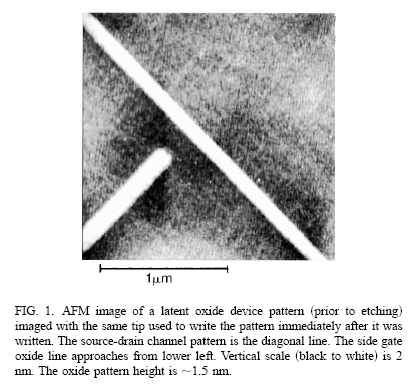 1μm
FIG. 1. AFM image of a latent oxide device pattern (prior to etching)
imaged with the same tip used to write the pattern immediately after it was
written. The source-drain channel pattern is the diagonal line. The side gate
oxide line approaches from lower left. Vertical scale (black to white) is 2
nm. The oxide pattern height is ~1.5 nm.